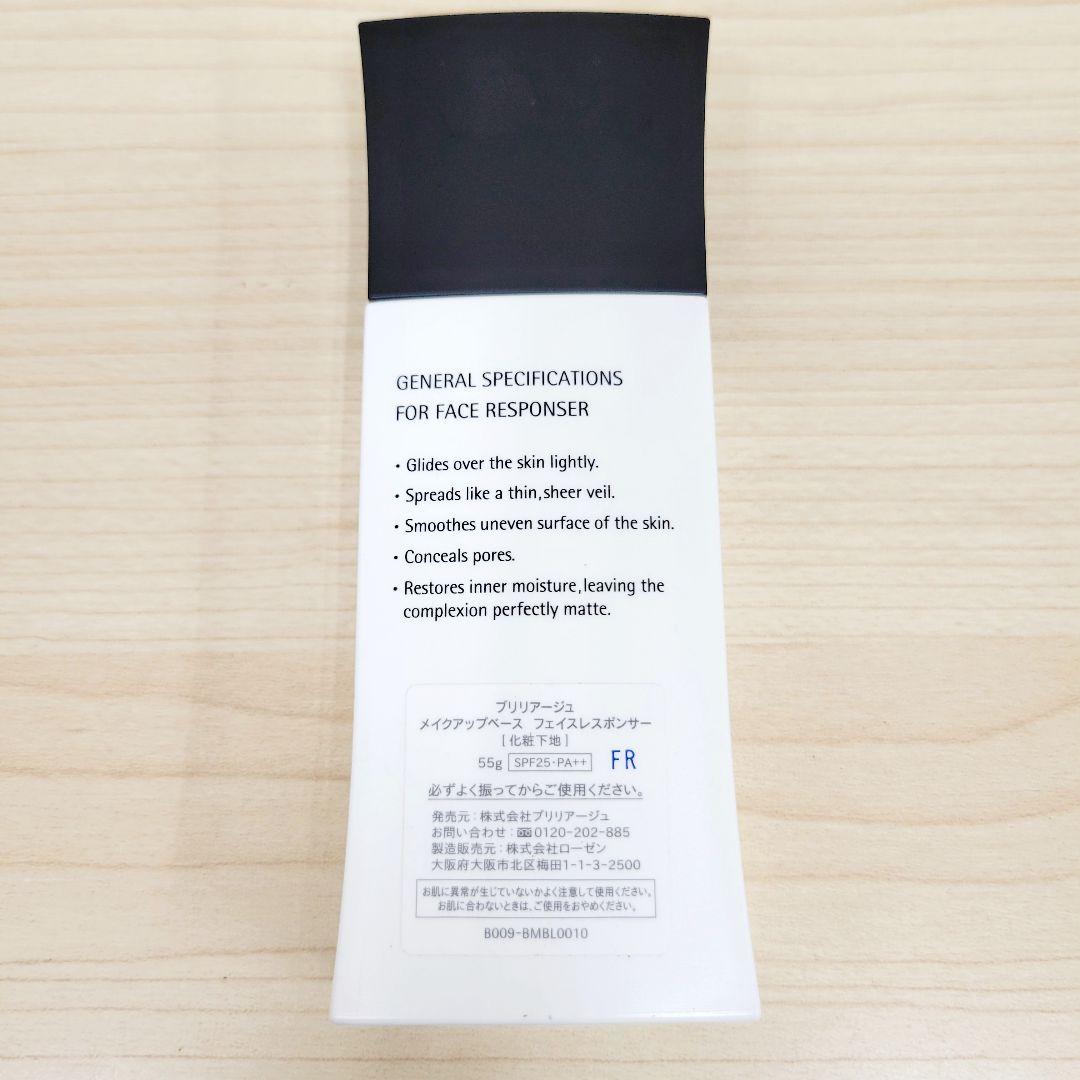 GENERAL SPECIFICATIONS
FOR FACE RESPONSER
・Glides over the skin lightly.
・Spreads like a thin,sheer veil.
・Smoothes uneven surface of the skin.
・Conceals pores.
・Restores inner moisture,leaving the
complexion perfectly matte.
ブリリアージュ
メイクアップベース フェイスレスポンサー
[化粧下地]
55g SPF25・PA++ FR
必ずよく振ってからご使用ください。
発売元：株式会社ブリリアージュ
お問い合わせ：0120-202-885
製造販売元：株式会社ローゼン
大阪府大阪市北区梅田1-1-3-2500
お肌に異常が生じていないかよく注意して使用ください。
お肌に合わないときは、ご使用をおやめください。
B009-BMBL0010